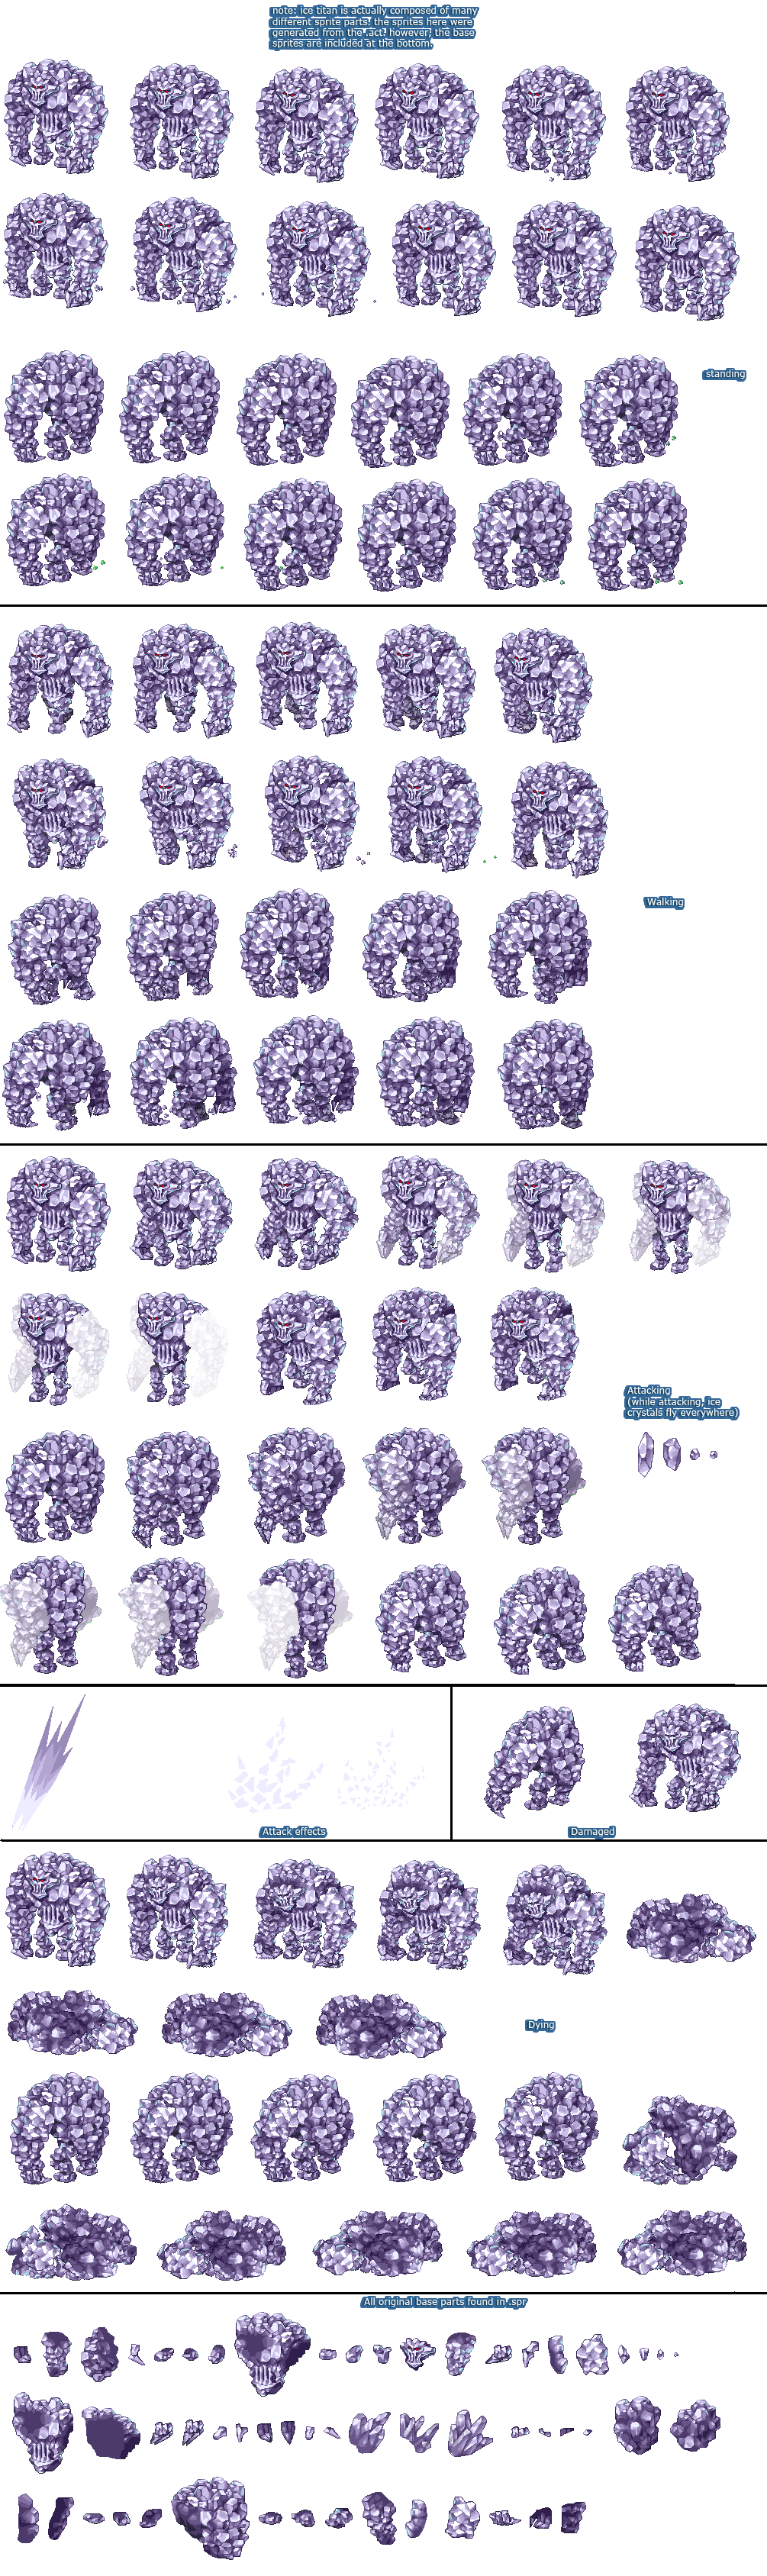 note: ice titan is actually composed of many
different sprite parts. the sprites here were
generated from the .act. however, the base
sprites are included at the bottom.
standing
Walking
Attacking
(while attacking, ice
crystals fly everywhere)
Attack effects
Damaged
Dying
All original base parts found in .spr